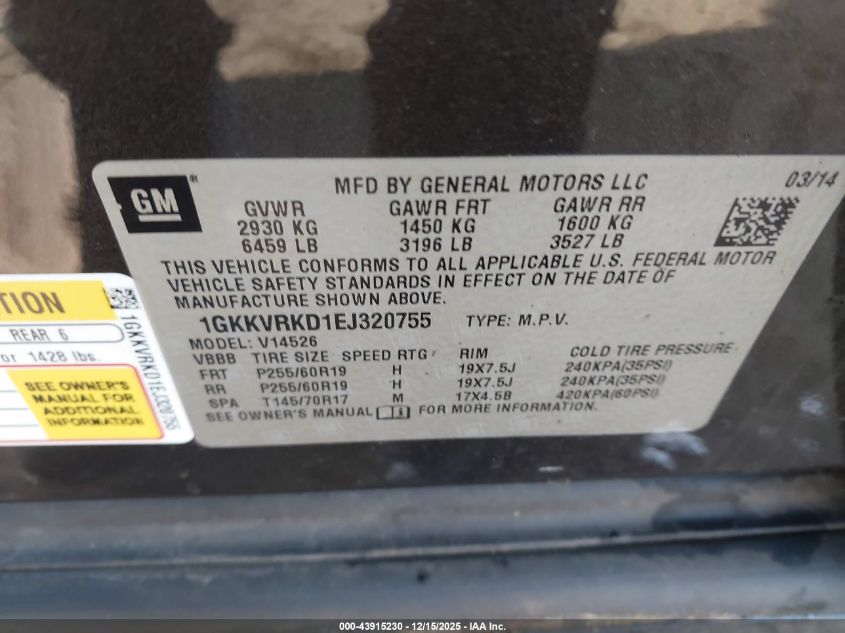 GM
MFD BY GENERAL MOTORS LLC
03/14
GVWR GAWR FRT GAWR RR
2930 KG 1450 KG 1600 KG
6459 LB 3196 LB 3527 LB
THIS VEHICLE CONFORMS TO ALL APPLICABLE U.S. FEDERAL MOTOR
VEHICLE SAFETY STANDARDS IN EFFECT ON THE DATE OF
MANUFACTURE SHOWN ABOVE.
1GKKVRKD1EJ320755 TYPE: M.P.V.
MODEL: V14526
VBBB TIRE SIZE SPEED RTG RIM COLD TIRE PRESSURE
FRT P255/60R19 H 19X7.5J 240KPA(35PSI)
RR P255/60R19 H 19X7.5J 240KPA(35PSI)
SPA T145/70R17 M 17X4.5B 420KPA(60PSI)
SEE OWNER'S MANUAL FOR MORE INFORMATION.
TION
REAR 6
or 1428 lbs.
SEE OWNER'S
MANUAL FOR
ADDITIONAL
INFORMATION
1GKKVRKD1EJ320755
000-43915230 - 12/15/2025 - IAA Inc.